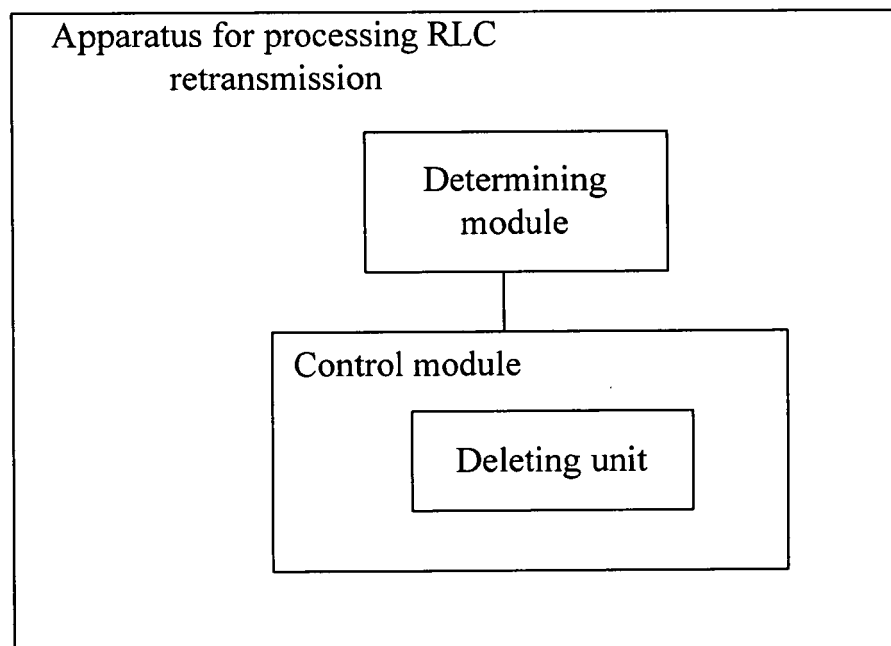 Apparatus for processing RLC
retransmission
Determining
module
Control module
Deleting unit